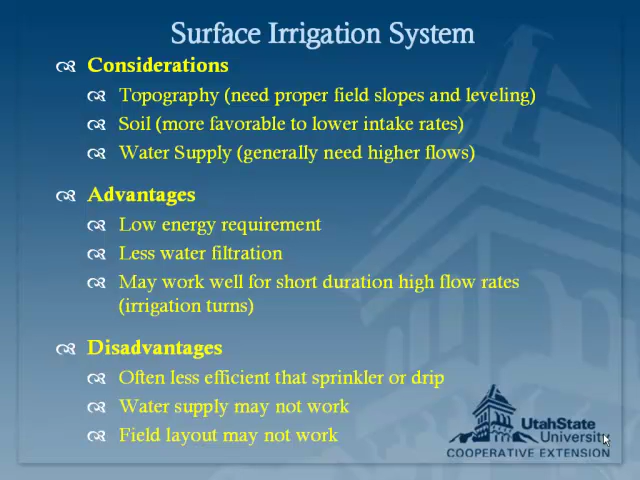 Surface Irrigation System
Considerations
Topography (need proper field slopes and leveling)
Soil (more favorable to lower intake rates)
Water Supply (generally need higher flows)
Advantages
Low energy requirement
Less water filtration
May work well for short duration high flow rates
(irrigation turns)
Disadvantages
Often less efficient that sprinkler or drip
Water supply may not work
Field layout may not work
UtahState
University
COOPERATIVE EXTENSION